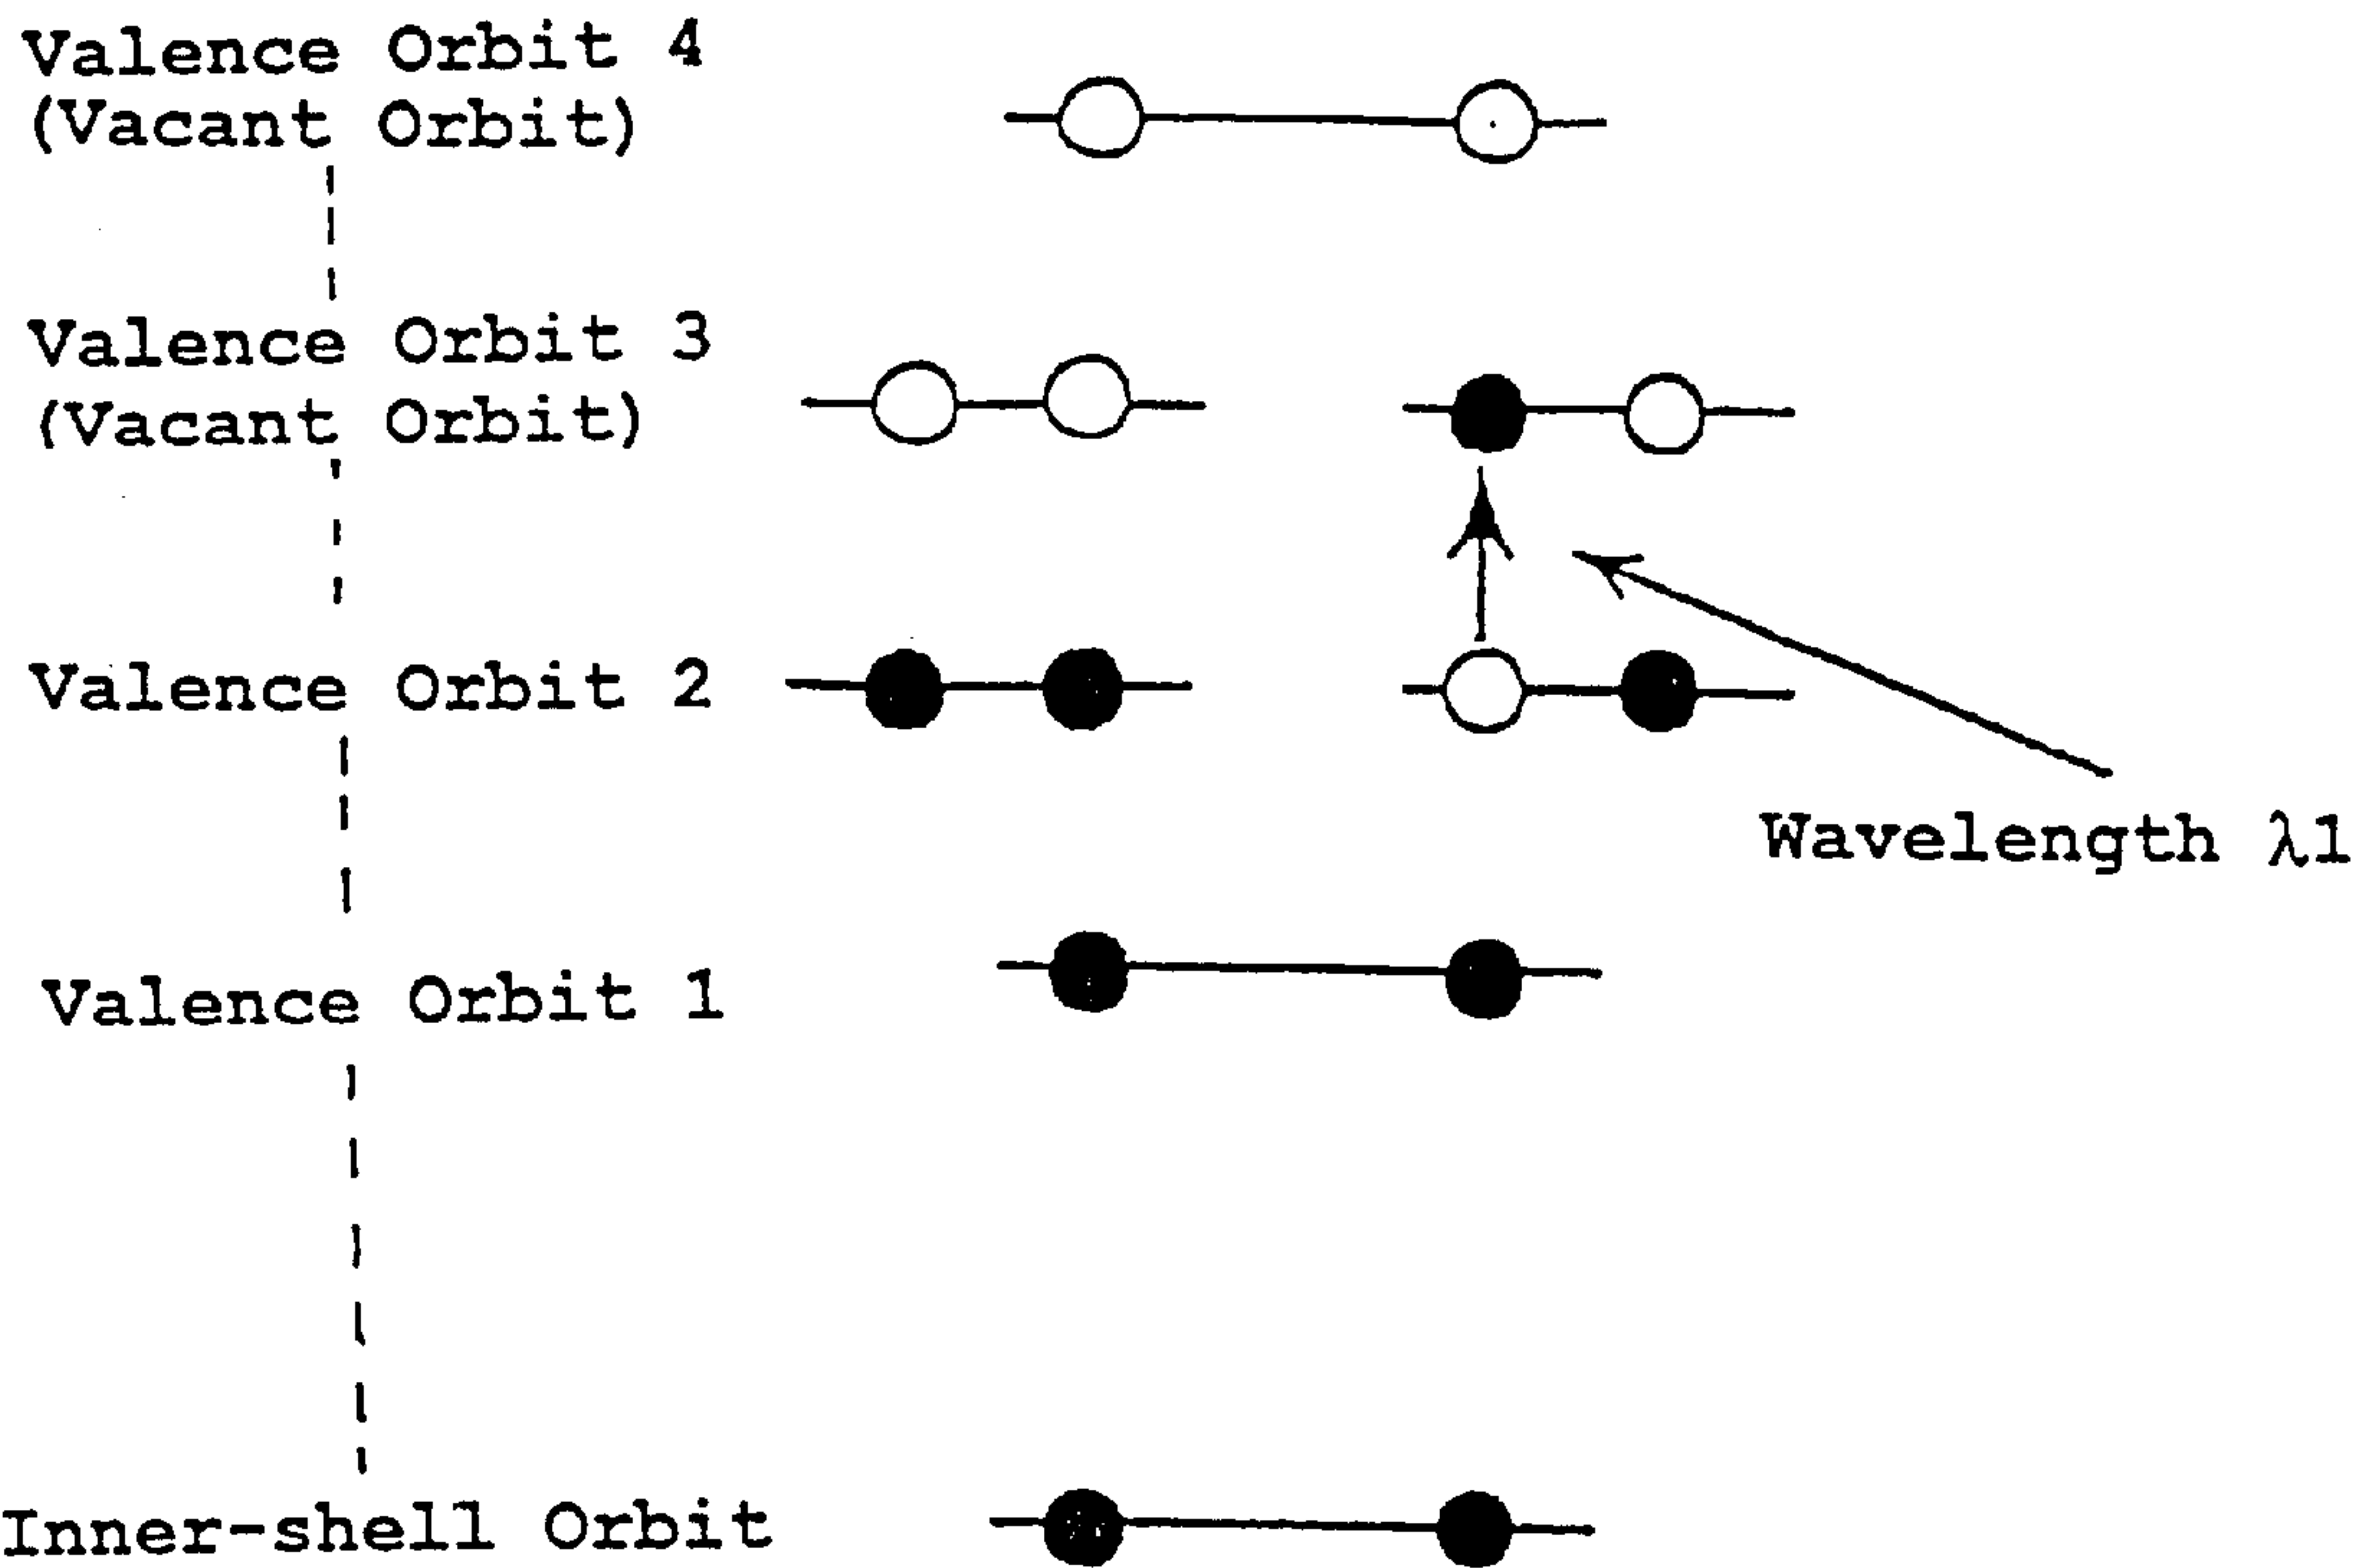 Valence Orbit 4
(Vacant Orbit)
Valence Orbit 3
(Vacant Orbit)
Valence Orbit 2
Wavelength λ1
Valence Orbit 1
Inner-shell Orbit